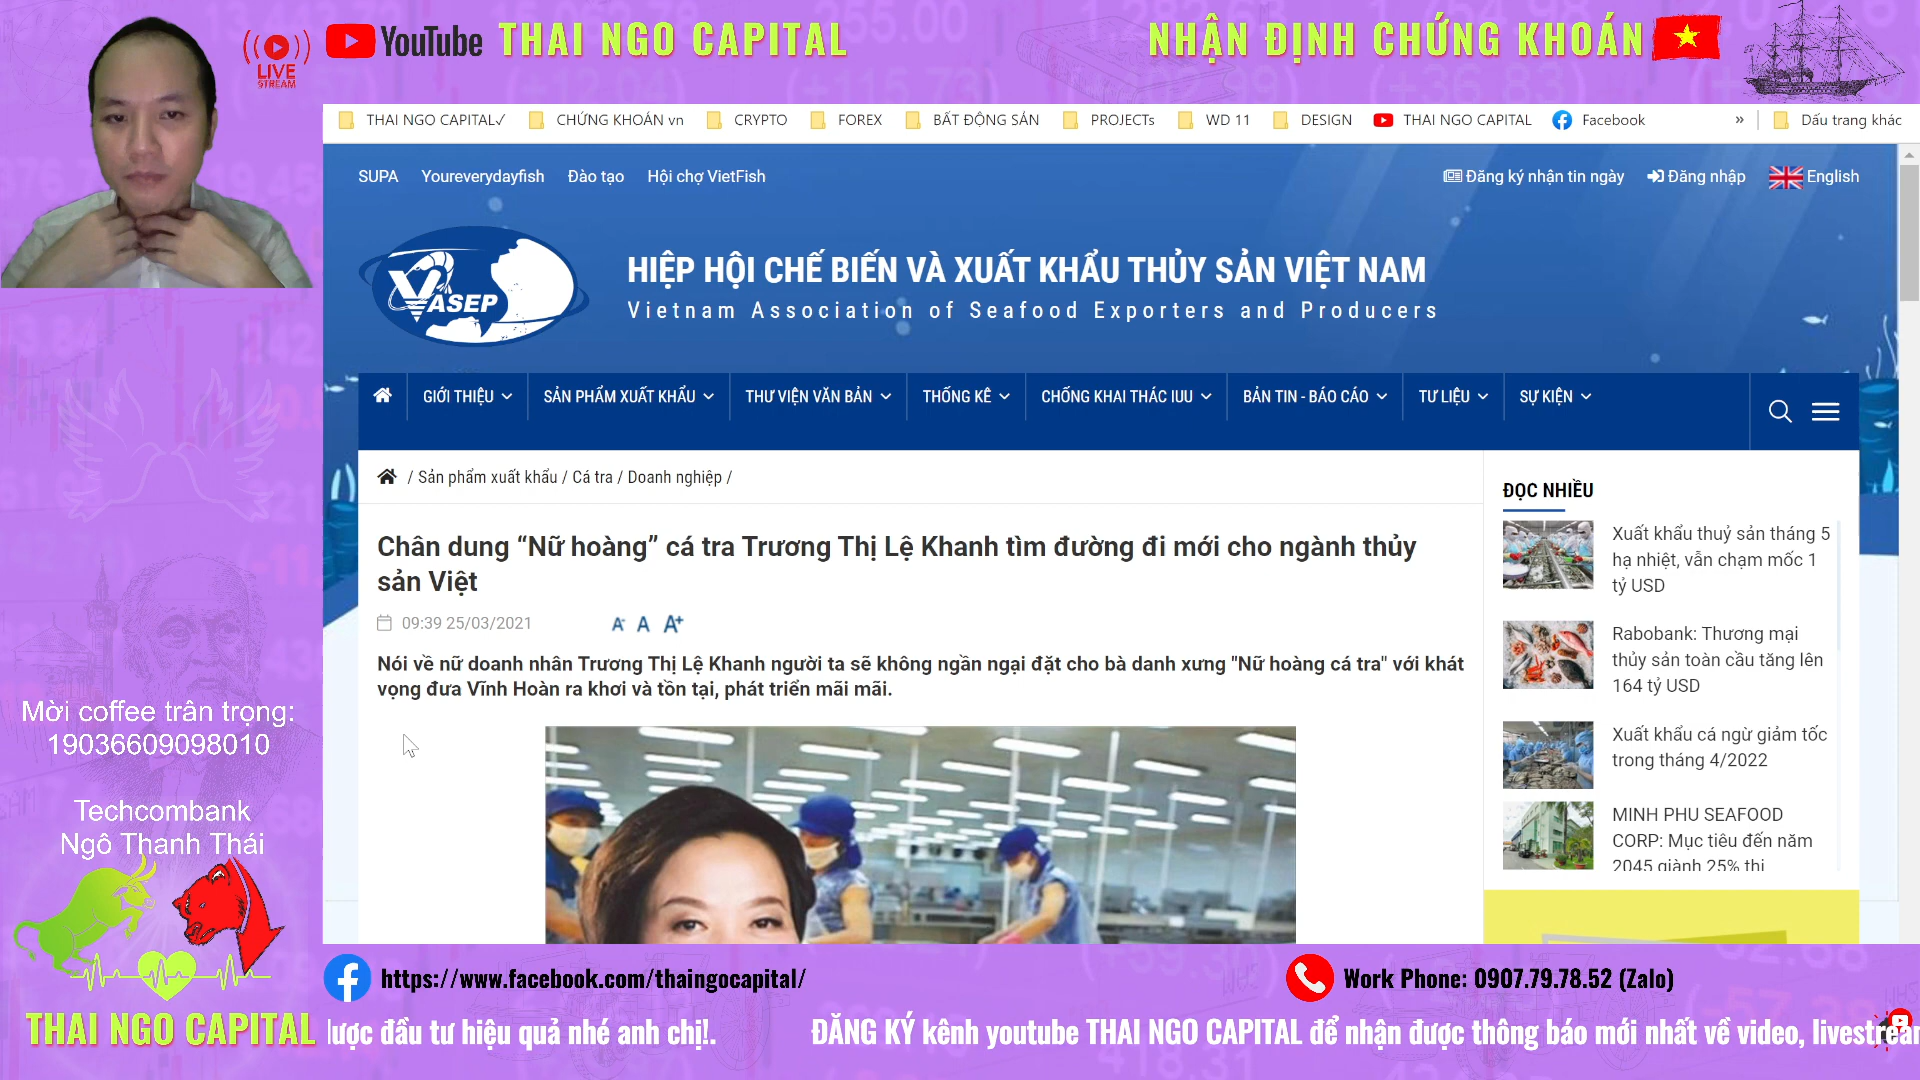 LIVE
STREAM
YouTube THAI NGO CAPITAL
NHẬN ĐỊNH CHỨNG KHOÁN
THAI NGO CAPITAL✓ CHỨNG KHOÁN vn CRYPTO FOREX BẤT ĐỘNG SẢN PROJECTs WD 11 DESIGN THAI NGO CAPITAL Facebook » Dấu trang khác
SUPA Youreverydayfish Đào tạo Hội chợ VietFish Đăng ký nhận tin ngày Đăng nhập English
VASEP
HIỆP HỘI CHẾ BIẾN VÀ XUẤT KHẨU THỦY SẢN VIỆT NAM
Vietnam Association of Seafood Exporters and Producers
GIỚI THIỆU SẢN PHẨM XUẤT KHẨU THƯ VIỆN VĂN BẢN THỐNG KÊ CHỐNG KHAI THÁC IUU BẢN TIN - BÁO CÁO TƯ LIỆU SỰ KIỆN
/ Sản phẩm xuất khẩu / Cá tra / Doanh nghiệp /
Chân dung “Nữ hoàng” cá tra Trương Thị Lệ Khanh tìm đường đi mới cho ngành thủy
sản Việt
09:39 25/03/2021 A- A A+
Nói về nữ doanh nhân Trương Thị Lệ Khanh người ta sẽ không ngần ngại đặt cho bà danh xưng "Nữ hoàng cá tra" với khát
vọng đưa Vĩnh Hoàn ra khơi và tồn tại, phát triển mãi mãi.
ĐỌC NHIỀU
Xuất khẩu thuỷ sản tháng 5
hạ nhiệt, vẫn chạm mốc 1
tỷ USD
Rabobank: Thương mại
thủy sản toàn cầu tăng lên
164 tỷ USD
Xuất khẩu cá ngừ giảm tốc
trong tháng 4/2022
MINH PHU SEAFOOD
CORP: Mục tiêu đến năm
2045 giành 25% thị
Mời coffee trân trọng:
19036609098010
Techcombank
Ngô Thanh Thái
THAI NGO CAPITAL
https://www.facebook.com/thaingocapital/
Work Phone: 0907.79.78.52 (Zalo)
lược đầu tư hiệu quả nhé anh chị!. ĐĂNG KÝ kênh youtube THAI NGO CAPITAL để nhận được thông báo mới nhất về video, livestream